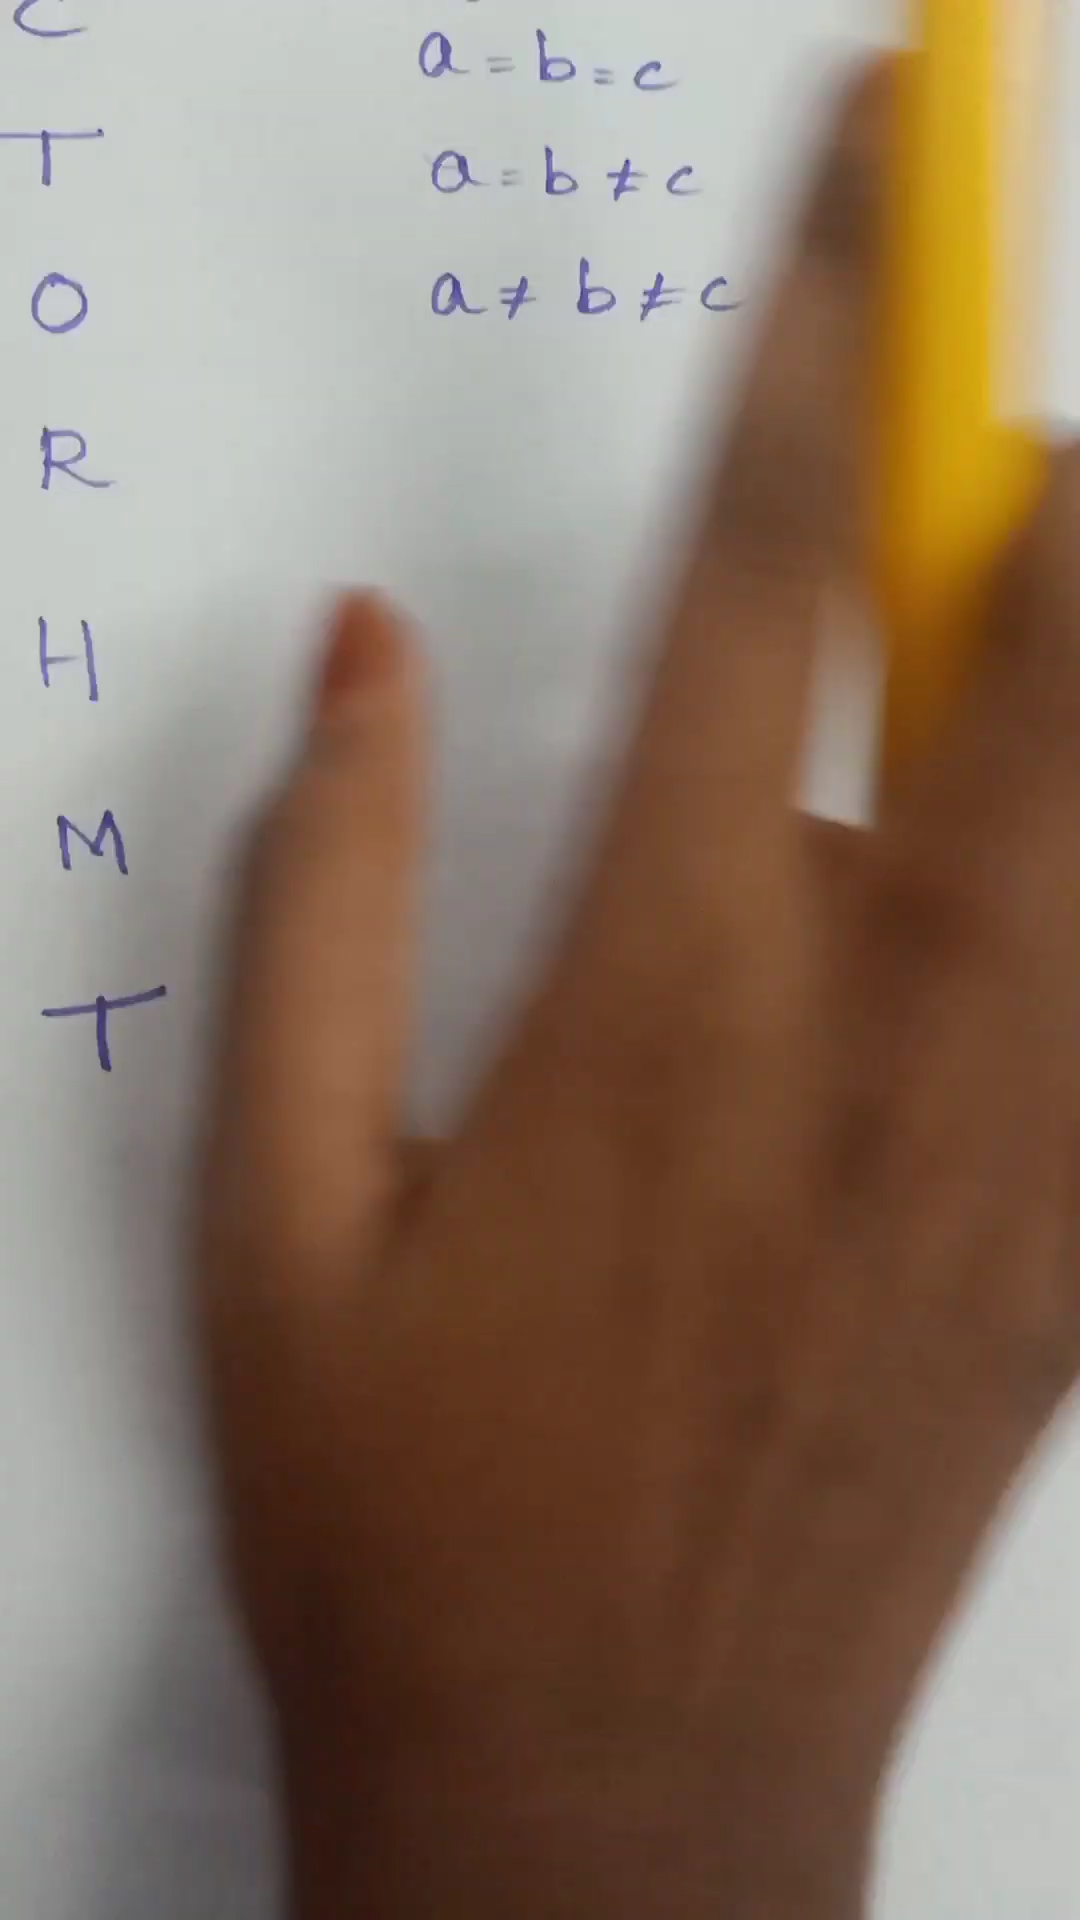 C
a = b = c
T
a = b ≠ c
O
a ≠ b ≠ c
R
H
M
T